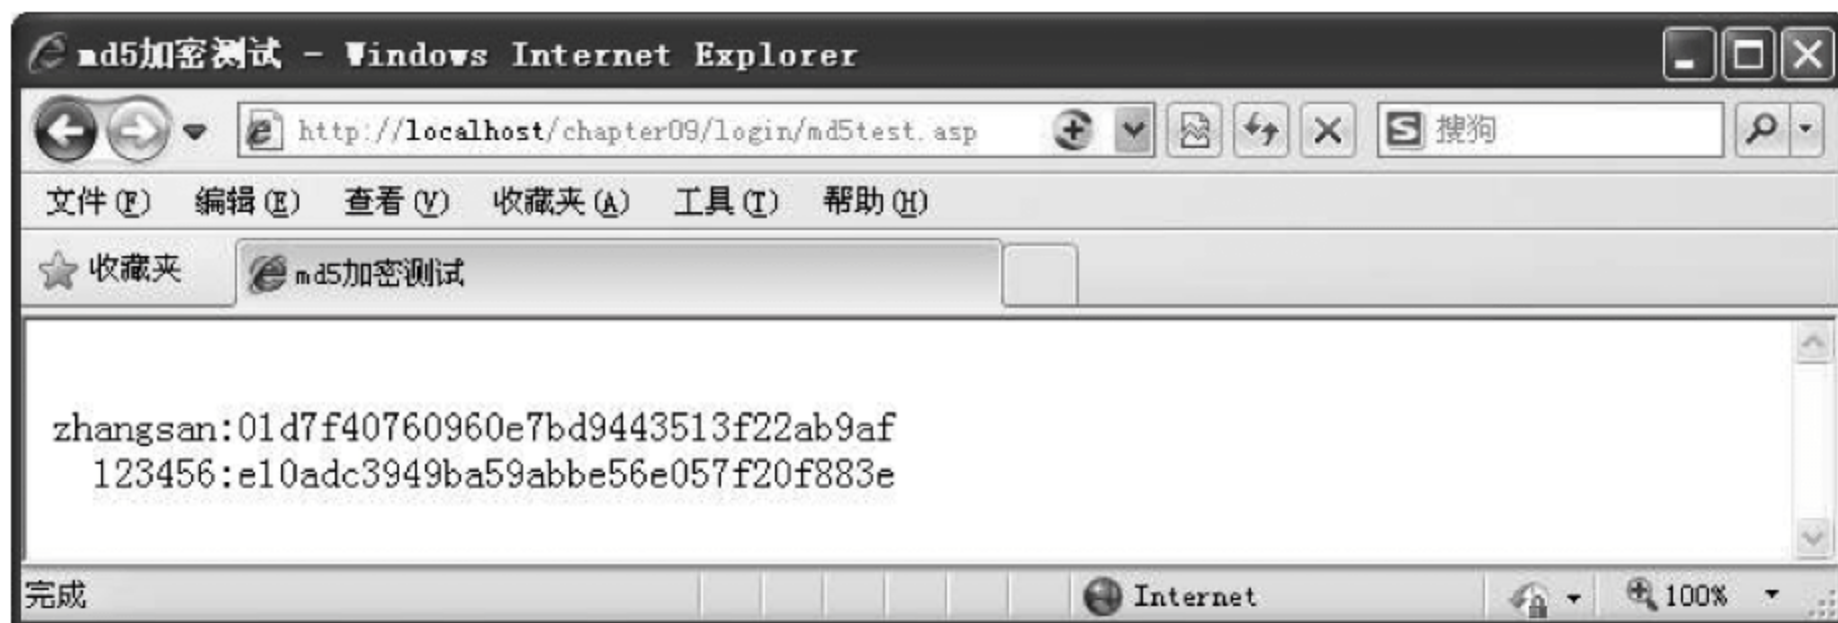 md5加密测试 - Windows Internet Explorer
http://localhost/chapter09/login/md5test.asp 搜狗
文件(F) 编辑(E) 查看(V) 收藏夹(A) 工具(T) 帮助(H)
收藏夹 md5加密测试
zhangsan:01d7f40760960e7bd9443513f22ab9af
123456:e10adc3949ba59abbe56e057f20f883e
完成 Internet 100%